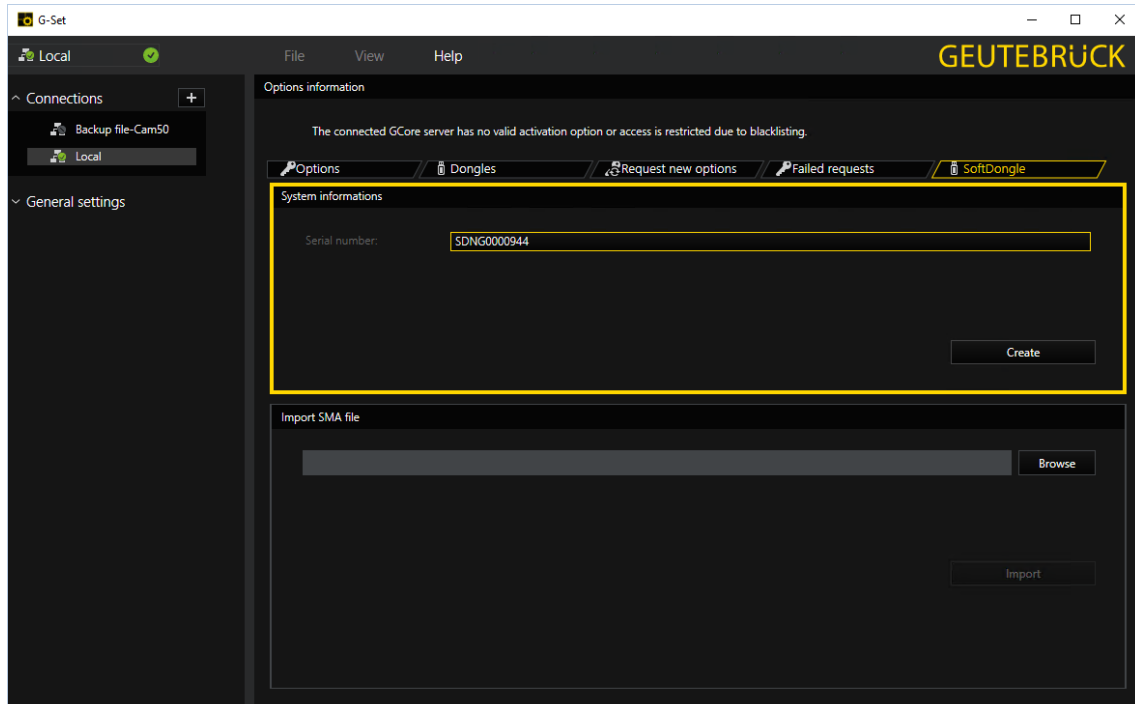 G-Set
Local
File View Help
GEUTEBRÜCK
Connections +
Backup file-Cam50
Local
General settings
Options information
The connected GCore server has no valid activation option or access is restricted due to blacklisting.
Options Dongles Request new options Failed requests SoftDongle
System informations
Serial number: SDNG0000944
Create
Import SMA file
Browse
Import